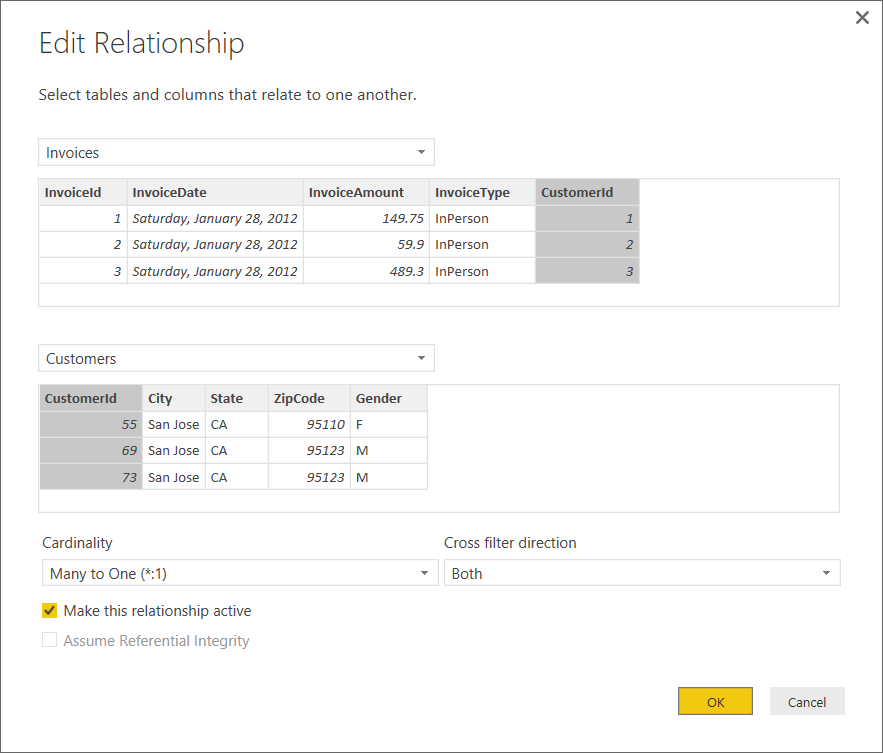 Edit Relationship
Select tables and columns that relate to one another.
Invoices
InvoiceId InvoiceDate InvoiceAmount InvoiceType CustomerId
1 Saturday, January 28, 2012 149.75 InPerson 1
2 Saturday, January 28, 2012 59.9 InPerson 2
3 Saturday, January 28, 2012 489.3 InPerson 3
Customers
CustomerId City State ZipCode Gender
55 San Jose CA 95110 F
69 San Jose CA 95123 M
73 San Jose CA 95123 M
Cardinality Cross filter direction
Many to One (*:1) Both
Make this relationship active
Assume Referential Integrity
OK Cancel